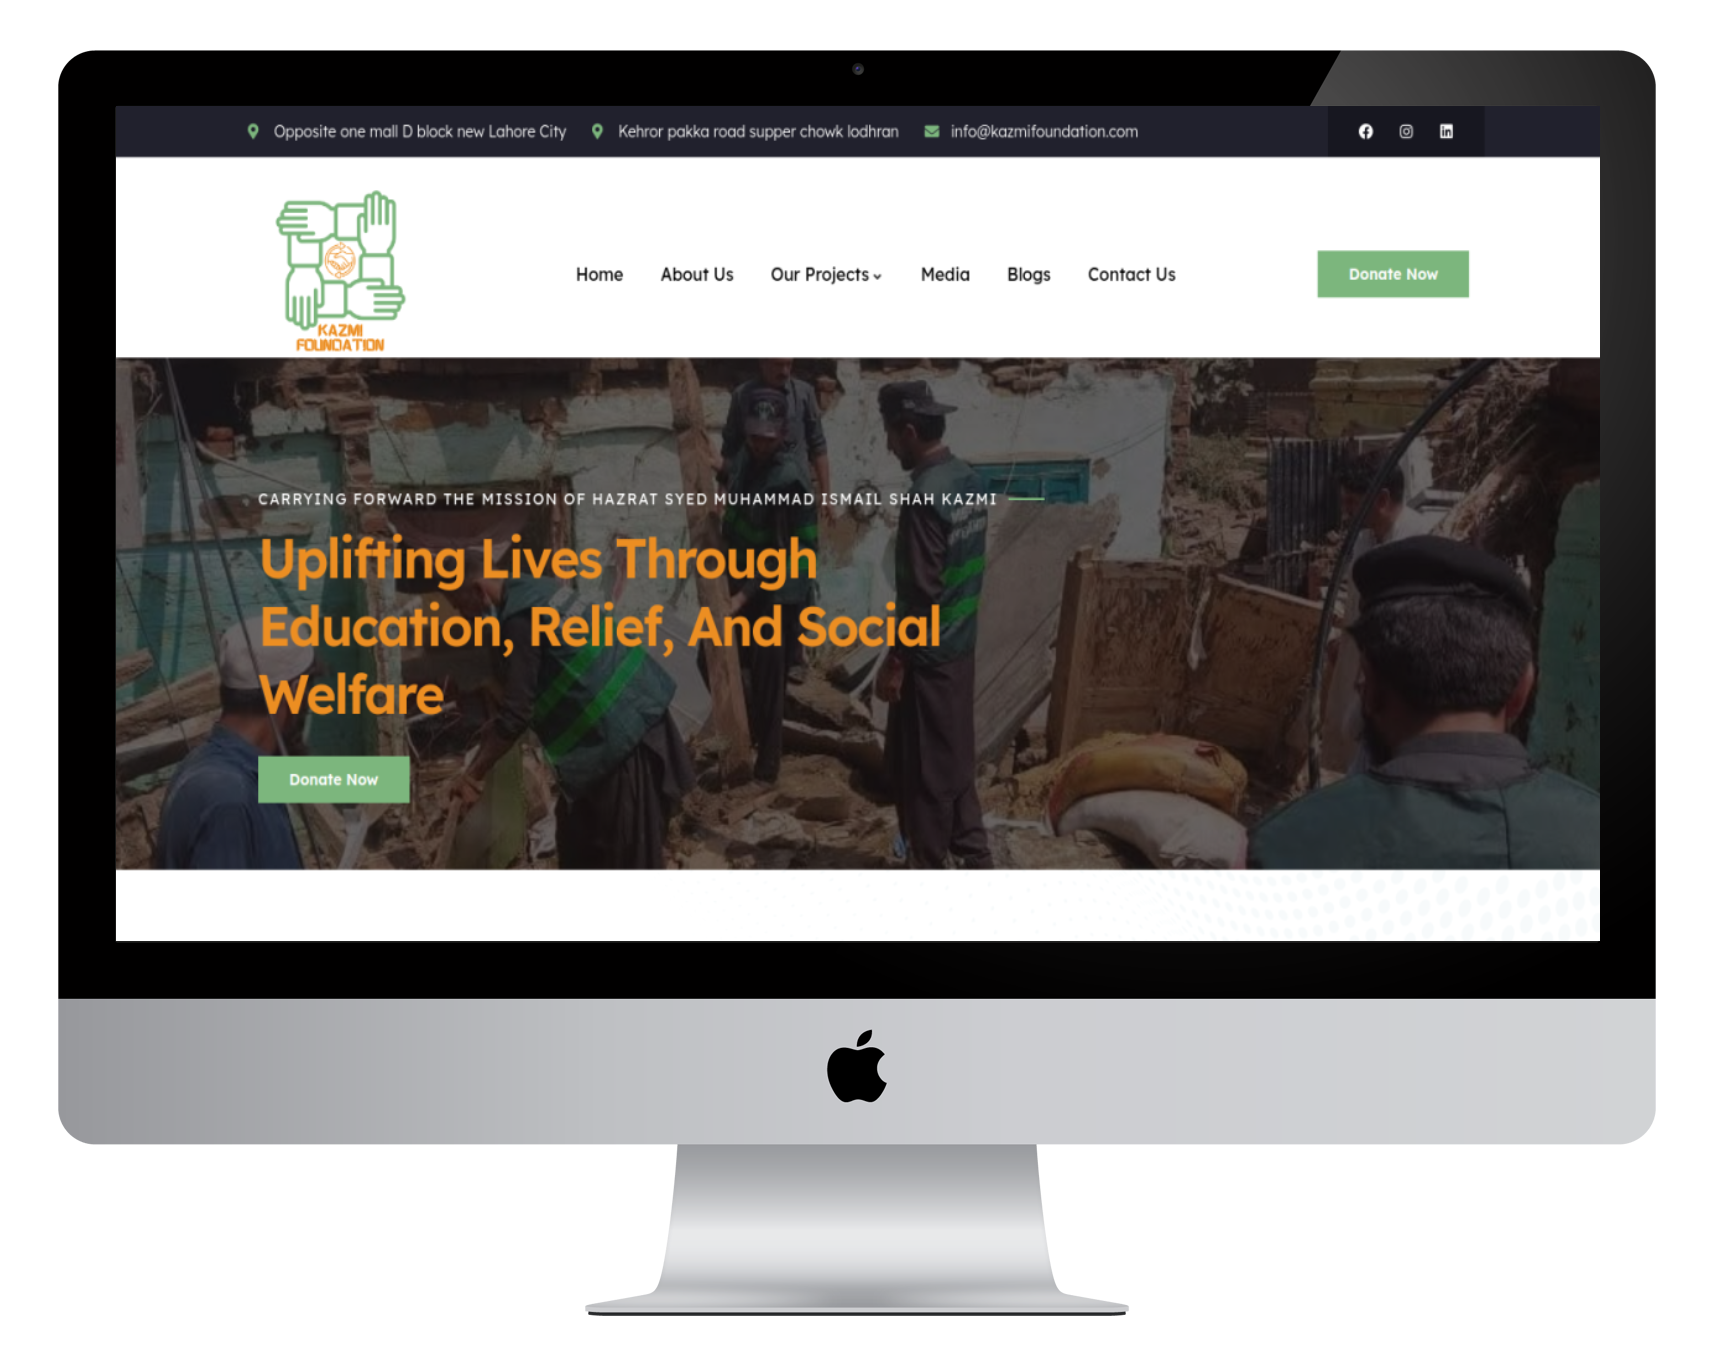 Opposite one mall D block new Lahore City
Kehror pakka road supper chowk lodhran
info@kazmifoundation.com
KAZMI
FOUNDATION
Home
About Us
Our Projects
Media
Blogs
Contact Us
Donate Now
CARRYING FORWARD THE MISSION OF HAZRAT SYED MUHAMMAD ISMAIL SHAH KAZMI
Uplifting Lives Through
Education, Relief, And Social
Welfare
Donate Now